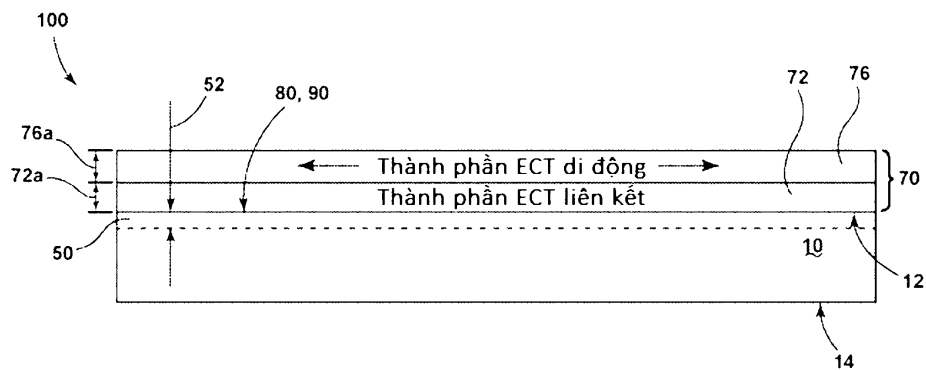 100
52
80, 90
72
76
76a
Thành phần ECT di động
70
72a
Thành phần ECT liên kết
50
10
12
14